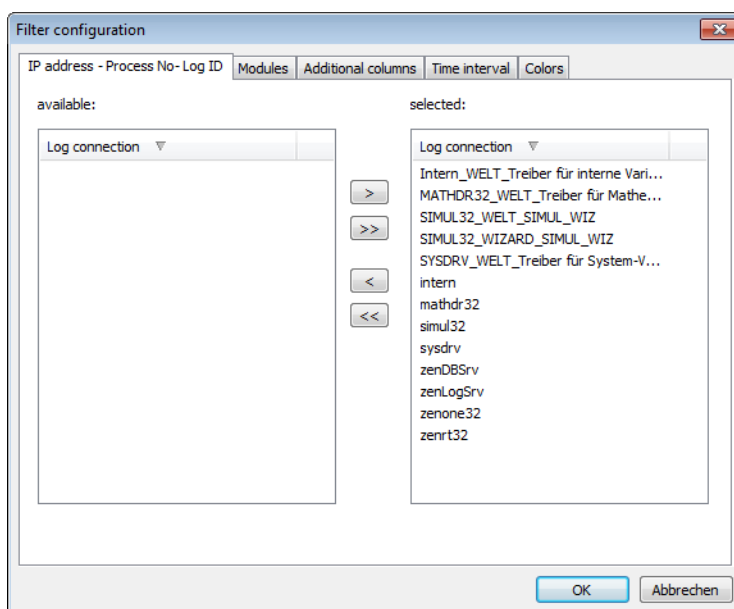 Filter configuration
IP address - Process No- Log ID
Modules
Additional columns
Time interval
Colors
available:
selected:
Log connection
Log connection
Intern_WELT_Treiber für interne Vari...
MATHDR32_WELT_Treiber für Mathe...
SIMUL32_WELT_SIMUL_WIZ
SIMUL32_WIZARD_SIMUL_WIZ
SYSDRV_WELT_Treiber für System-V...
intern
mathdr32
simul32
sysdrv
zenDBSrv
zenLogSrv
zenone32
zenrt32
>
>>
<
<<
OK
Abbrechen